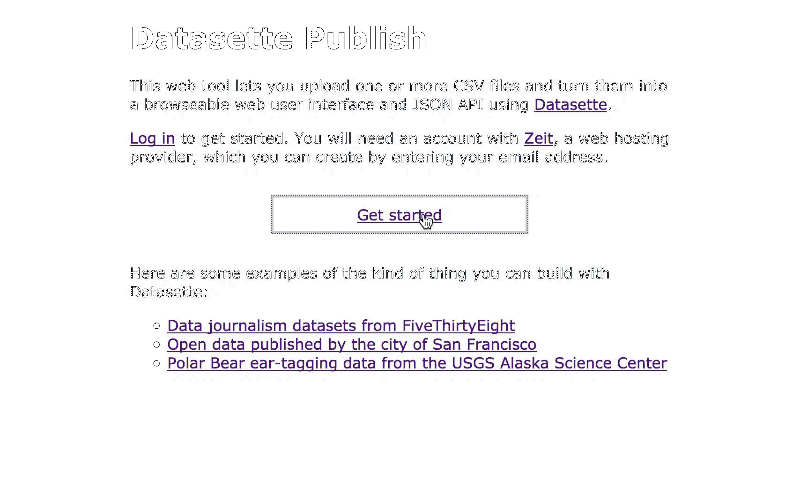 Datasette Publish
This web tool lets you upload one or more CSV files and turn them into
a browseable web user interface and JSON API using Datasette.
Log in to get started. You will need an account with Zeit, a web hosting
provider, which you can create by entering your email address.
Get started
Here are some examples of the kind of thing you can build with
Datasette:
Data journalism datasets from FiveThirtyEight
Open data published by the city of San Francisco
Polar Bear ear-tagging data from the USGS Alaska Science Center